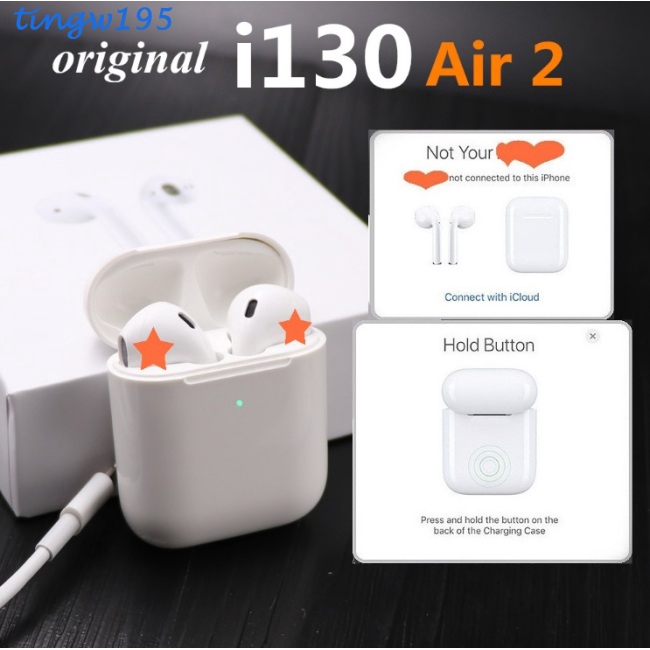 tingw195
original i130 Air 2
Not Your
not connected to this iPhone
Connect with iCloud
Hold Button
Press and hold the button on the
back of the Charging Case